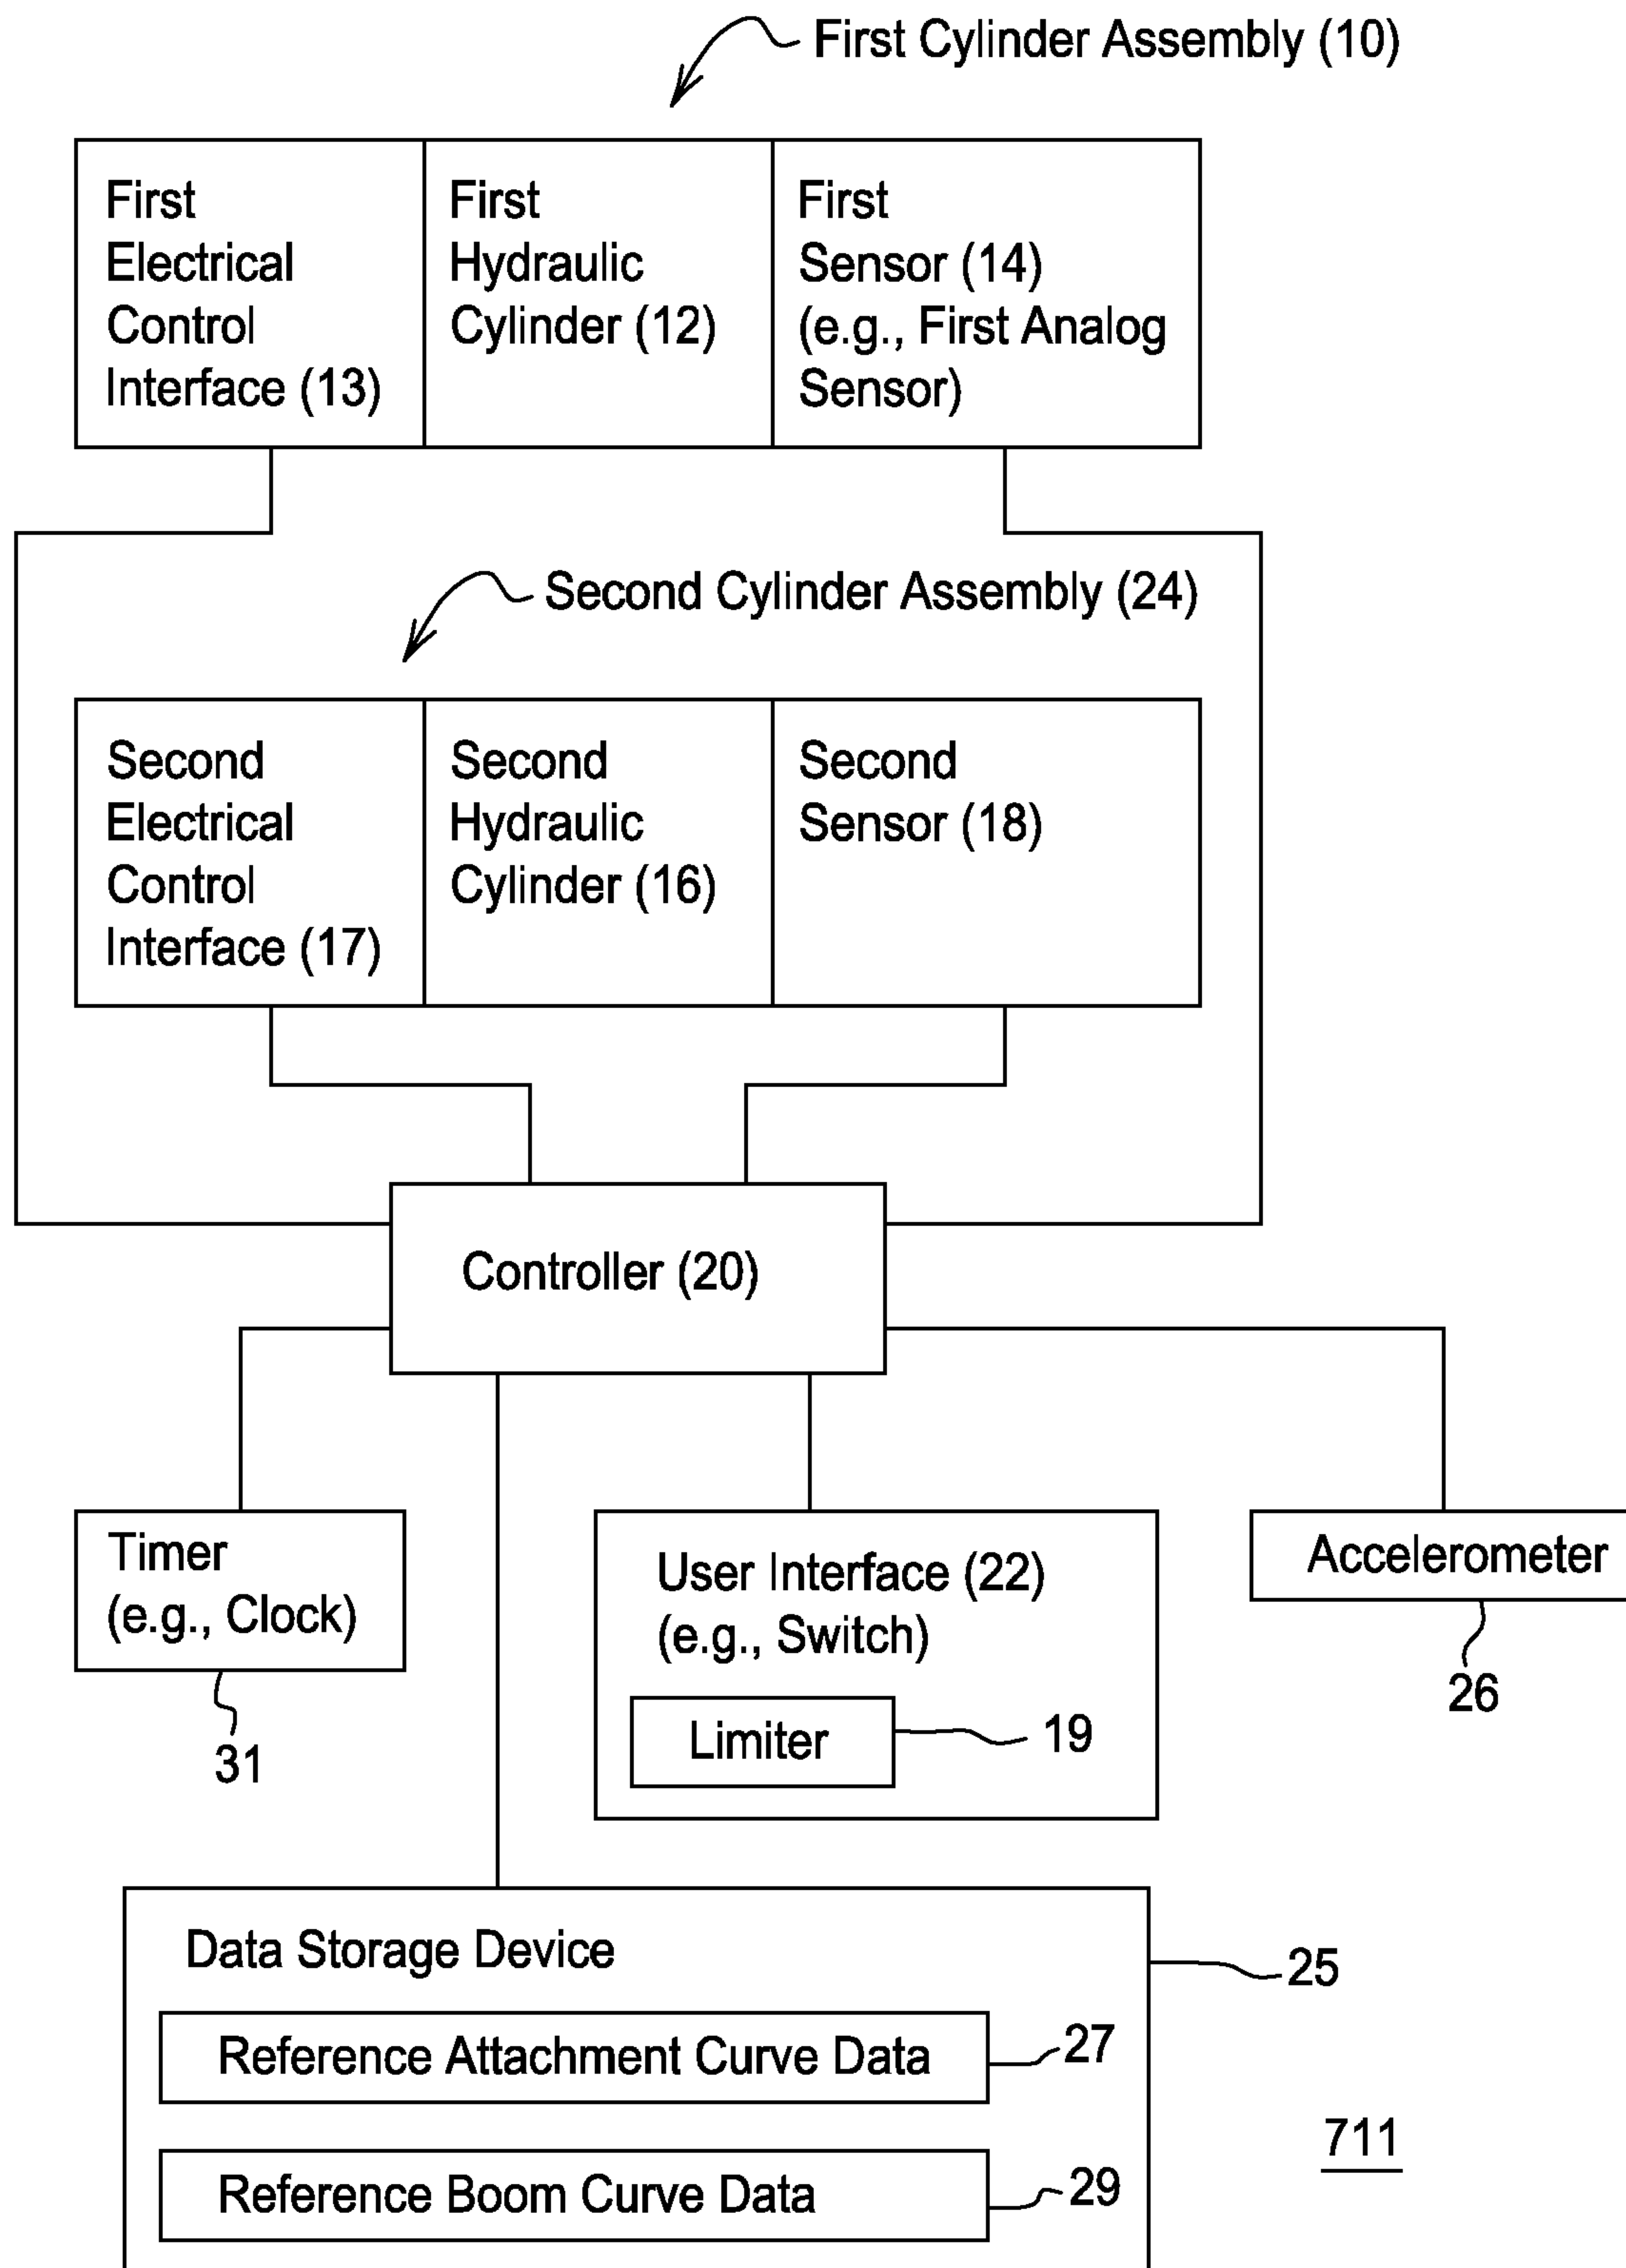 First Cylinder Assembly (10)
First
Electrical
Control
Interface (13)
First
Hydraulic
Cylinder (12)
First
Sensor (14)
(e.g., First Analog
Sensor)
Second Cylinder Assembly (24)
Second
Electrical
Control
Interface (17)
Second
Hydraulic
Cylinder (16)
Second
Sensor (18)
Controller (20)
Timer
(e.g., Clock)
31
User Interface (22)
(e.g., Switch)
Limiter
19
Accelerometer
26
Data Storage Device
25
Reference Attachment Curve Data
27
Reference Boom Curve Data
29
711